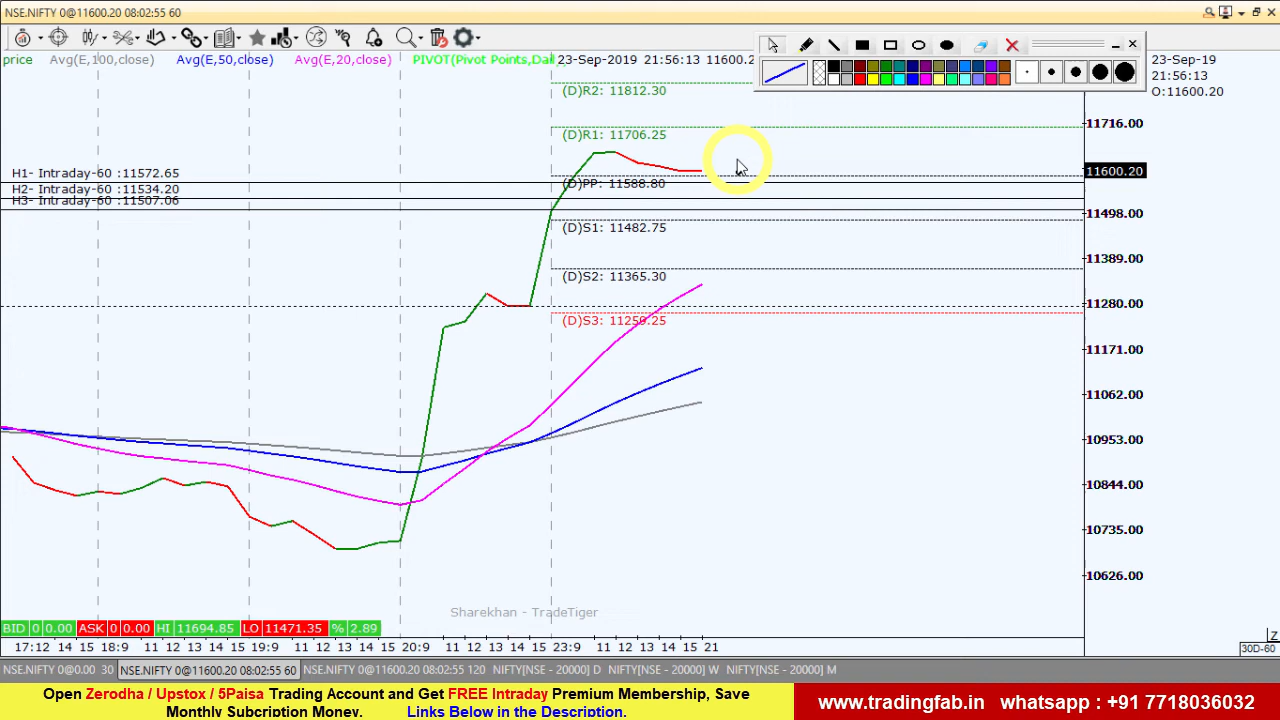 NSE.NIFTY 0@11600.20 08:02:55 60
price Avg(E,100,close) Avg(E,50,close) Avg(E,20,close) PIVOT(Pivot Points,Dail 23-Sep-2019 21:56:13 11600.2
23-Sep-19
21:56:13
O:11600.20
(D)R2: 11812.30
11716.00
(D)R1: 11706.25
11600.20
H1- Intraday-60 :11572.65
(D)PP: 11588.80
H2- Intraday-60 :11534.20
H3- Intraday-60 :11507.06
11498.00
(D)S1: 11482.75
11389.00
(D)S2: 11365.30
11280.00
(D)S3: 11259.25
11171.00
11062.00
10953.00
10844.00
10735.00
10626.00
Sharekhan - TradeTiger
BID 0 0.00 ASK 0 0.00 HI 11694.85 LO 11471.35 % 2.89
17:12 18:9 11 12 13 14 15 19:9 11 12 13 14 15 20:9 11 12 13 14 15 23:9 11 12 13 14 15 21
Z
30D-60
NSE.NIFTY 0@0.00 30 NSE.NIFTY 0@11600.20 08:02:55 60 NSE.NIFTY 0@11600.20 08:02:55 120 NIFTY[NSE - 20000] D NIFTY[NSE - 20000] W NIFTY[NSE - 20000] M
Open Zerodha / Upstox / 5Paisa Trading Account and Get FREE Intraday Premium Membership, Save
Monthly Subcription Money. Links Below in the Description.
www.tradingfab.in whatsapp : +91 7718036032